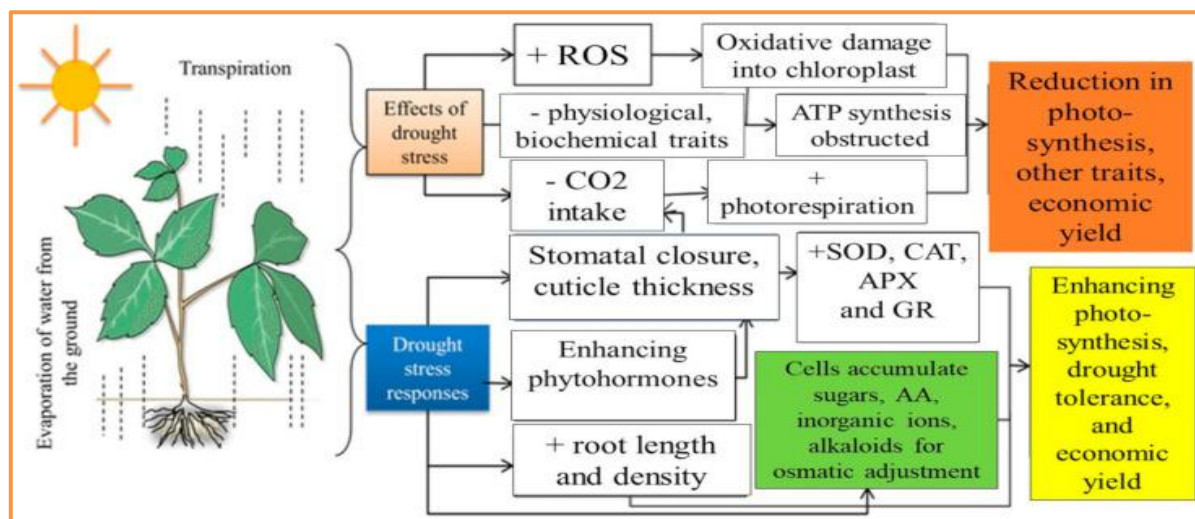 Transpiration
Evaporation of water from
the ground
Effects of
drought
stress
+ ROS
Oxidative damage
into chloroplast
- physiological,
biochemical traits
ATP synthesis
obstructed
- CO2
intake
+
photorespiration
Reduction in
photo-
synthesis,
other traits,
economic
yield
Drought
stress
responses
Stomatal closure,
cuticle thickness
+SOD, CAT,
APX
and GR
Enhancing
phytohormones
+ root length
and density
Cells accumulate
sugars, AA,
inorganic ions,
alkaloids for
osmatic adjustment
Enhancing
photo-
synthesis,
drought
tolerance,
and
economic
yield